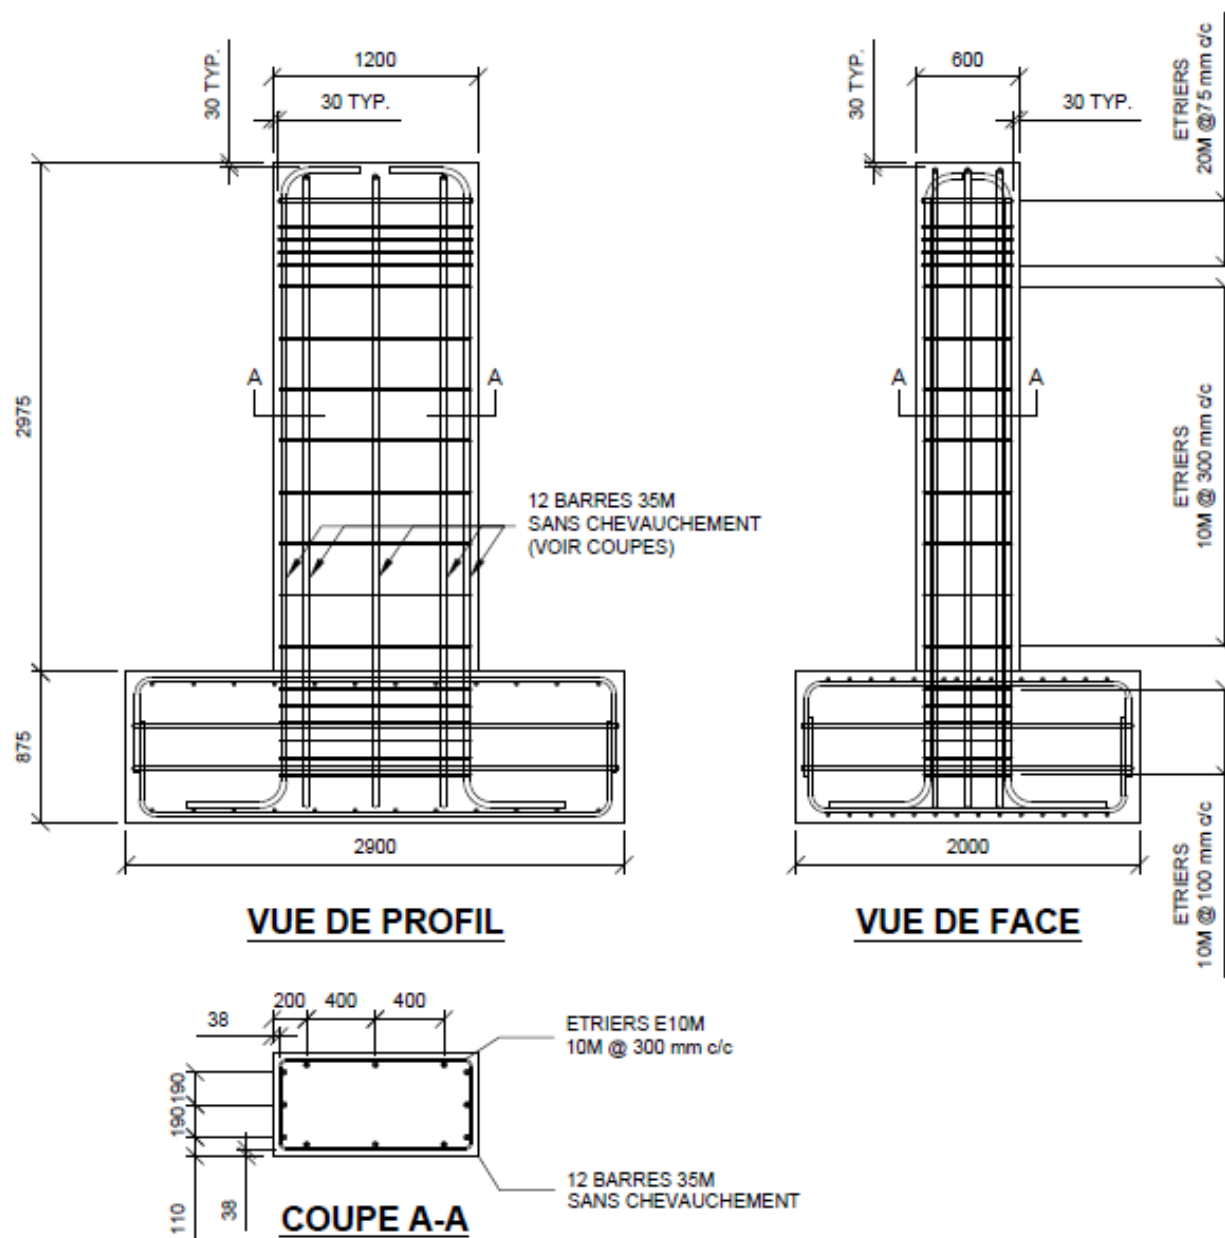 1200
30 TYP.
30 TYP.
600
30 TYP.
30 TYP.
ETRIERS
20M @75 mm c/c
2975
A
A
A
A
ETRIERS
10M @ 300 mm c/c
12 BARRES 35M
SANS CHEVAUCHEMENT
(VOIR COUPES)
875
2900
2000
ETRIERS
10M @ 100 mm c/c
VUE DE PROFIL
VUE DE FACE
200
400
400
38
ETRIERS E10M
10M @ 300 mm c/c
190
190
110
38
12 BARRES 35M
SANS CHEVAUCHEMENT
COUPE A-A